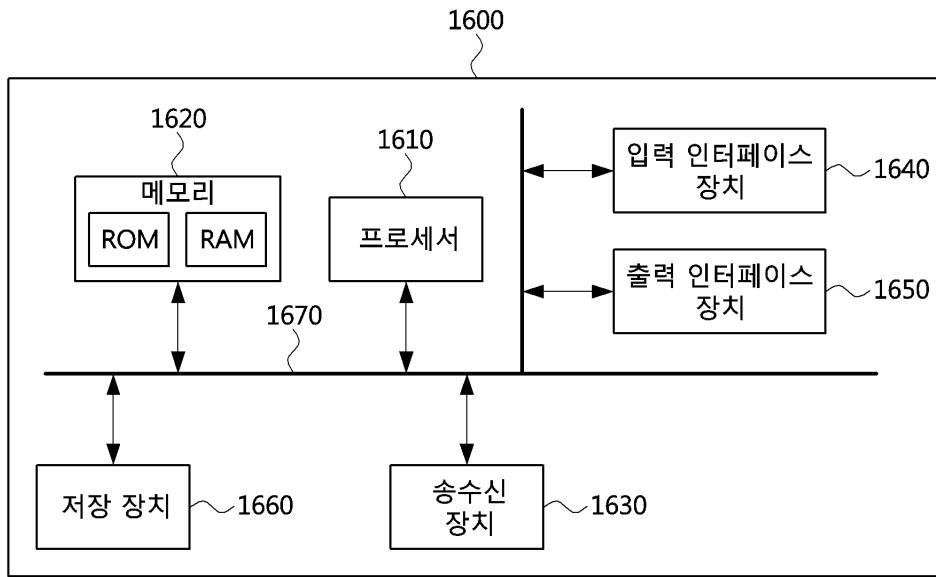 1600
1620
1610
메모리
ROM
RAM
프로세서
입력 인터페이스
장치
1640
출력 인터페이스
장치
1650
1670
저장 장치
1660
송수신
장치
1630